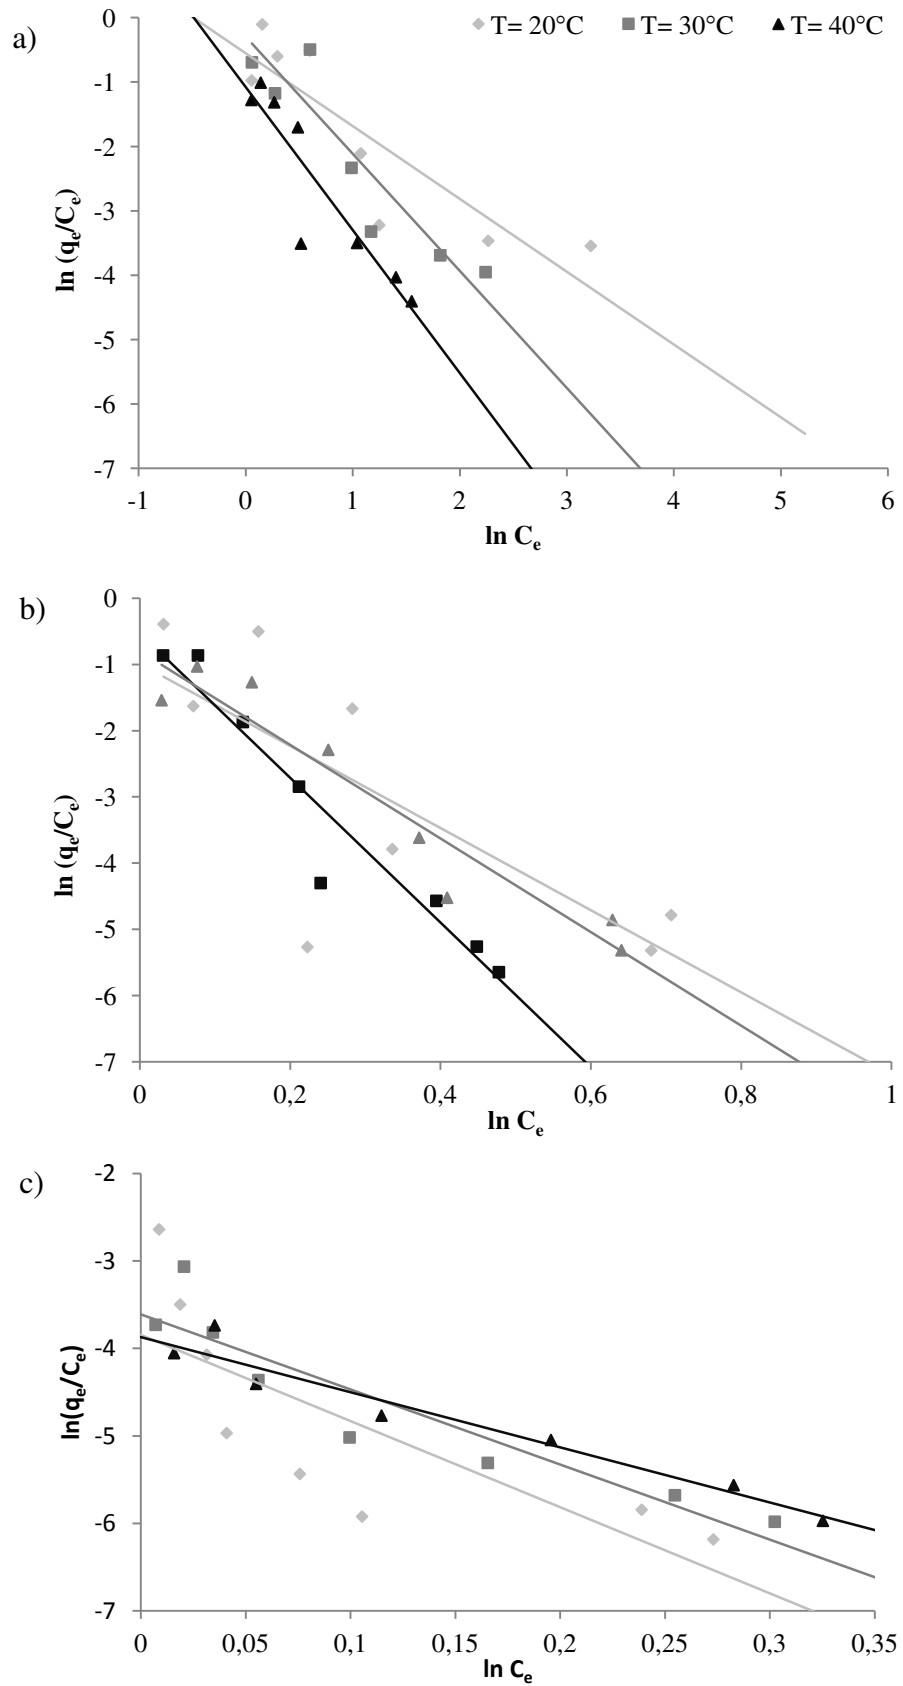 a)
T= 20°C T= 30°C T= 40°C
0
-1
-2
-3
-4
-5
-6
-7
ln (qe/Ce)
-1 0 1 2 3 4 5 6
ln Ce
b)
0
-1
-2
-3
-4
-5
-6
-7
ln (qe/Ce)
0 0,2 0,4 0,6 0,8 1
ln Ce
c)
-2
-3
-4
-5
-6
-7
ln(qe/Ce)
0 0,05 0,1 0,15 0,2 0,25 0,3 0,35
ln Ce